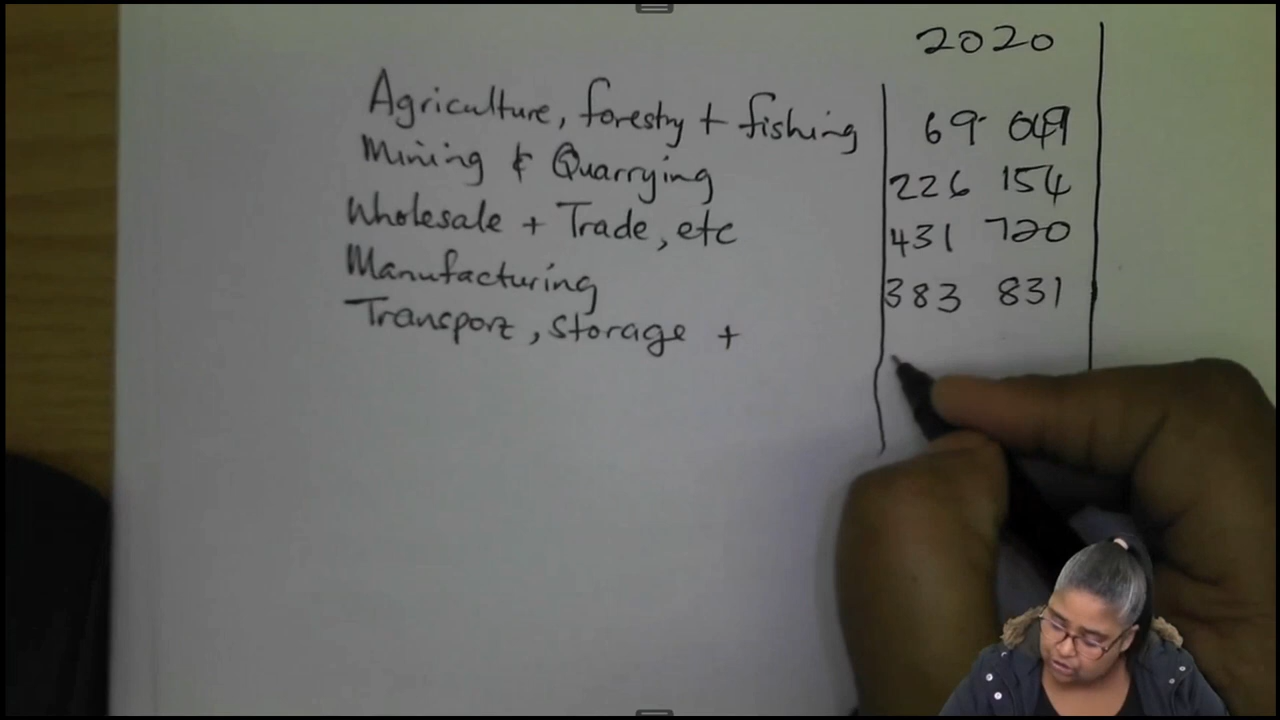 2020
Agriculture, forestry + fishing 69 049
Mining & Quarrying 226 154
Wholesale + Trade, etc 431 720
Manufacturing 383 831
Transport, storage +